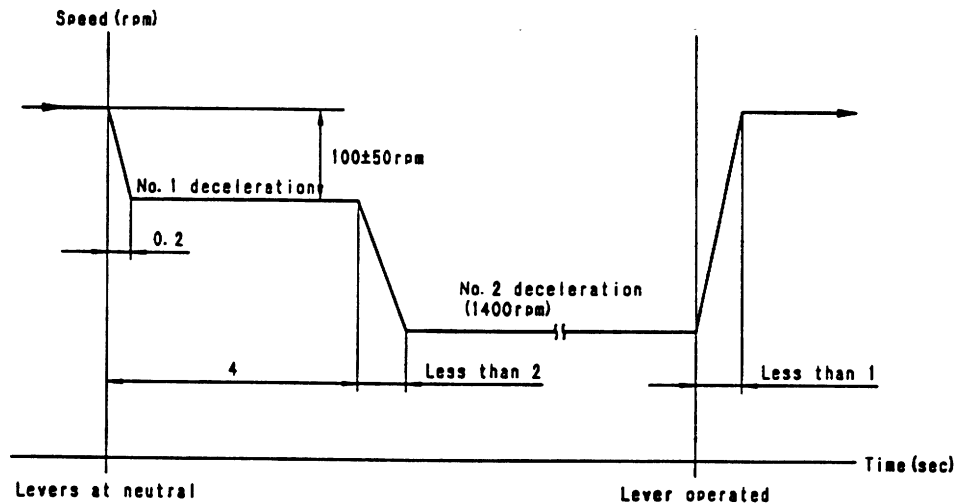 Speed (rpm)
100±50rpm
No. 1 deceleration
0. 2
No. 2 deceleration
(1400rpm)
4
Less than 2
Less than 1
Time (sec)
Levers at neutral
Lever operated